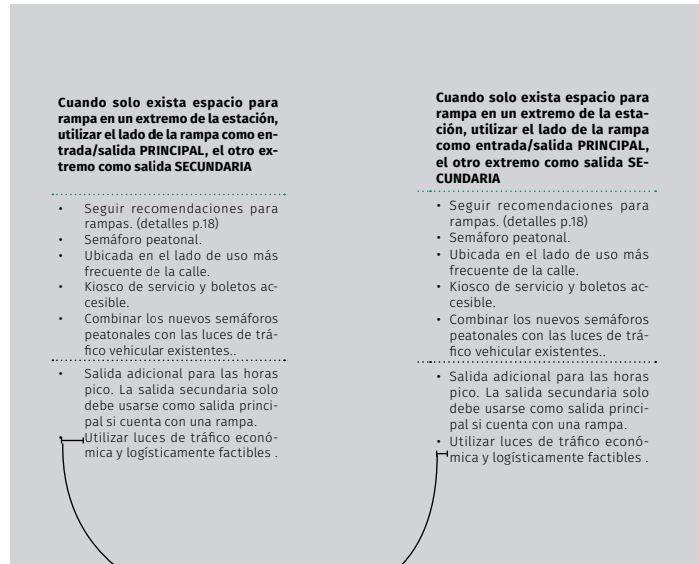 Cuando solo exista espacio para
rampa en un extremo de la estación,
utilizar el lado de la rampa como en-
trada/salida PRINCIPAL, el otro ex-
tremo como salida SECUNDARIA
• Seguir recomendaciones para
rampas. (detalles p.18)
• Semáforo peatonal.
• Ubicada en el lado de uso más
frecuente de la calle.
• Kiosco de servicio y boletos ac-
cesible.
• Combinar los nuevos semáforos
peatonales con las luces de trá-
fico vehicular existentes..
• Salida adicional para las horas
pico. La salida secundaria solo
debe usarse como salida princi-
pal si cuenta con una rampa.
• Utilizar luces de tráfico econó-
mica y logísticamente factibles .
Cuando solo exista espacio para
rampa en un extremo de la esta-
ción, utilizar el lado de la rampa
como entrada/salida PRINCIPAL,
el otro extremo como salida SE-
CUNDARIA
• Seguir recomendaciones para
rampas. (detalles p.18)
• Semáforo peatonal.
• Ubicada en el lado de uso más
frecuente de la calle.
• Kiosco de servicio y boletos ac-
cesible.
• Combinar los nuevos semáforos
peatonales con las luces de trá-
fico vehicular existentes..
• Salida adicional para las horas
pico. La salida secundaria solo
debe usarse como salida princi-
pal si cuenta con una rampa.
• Utilizar luces de tráfico econó-
mica y logísticamente factibles .